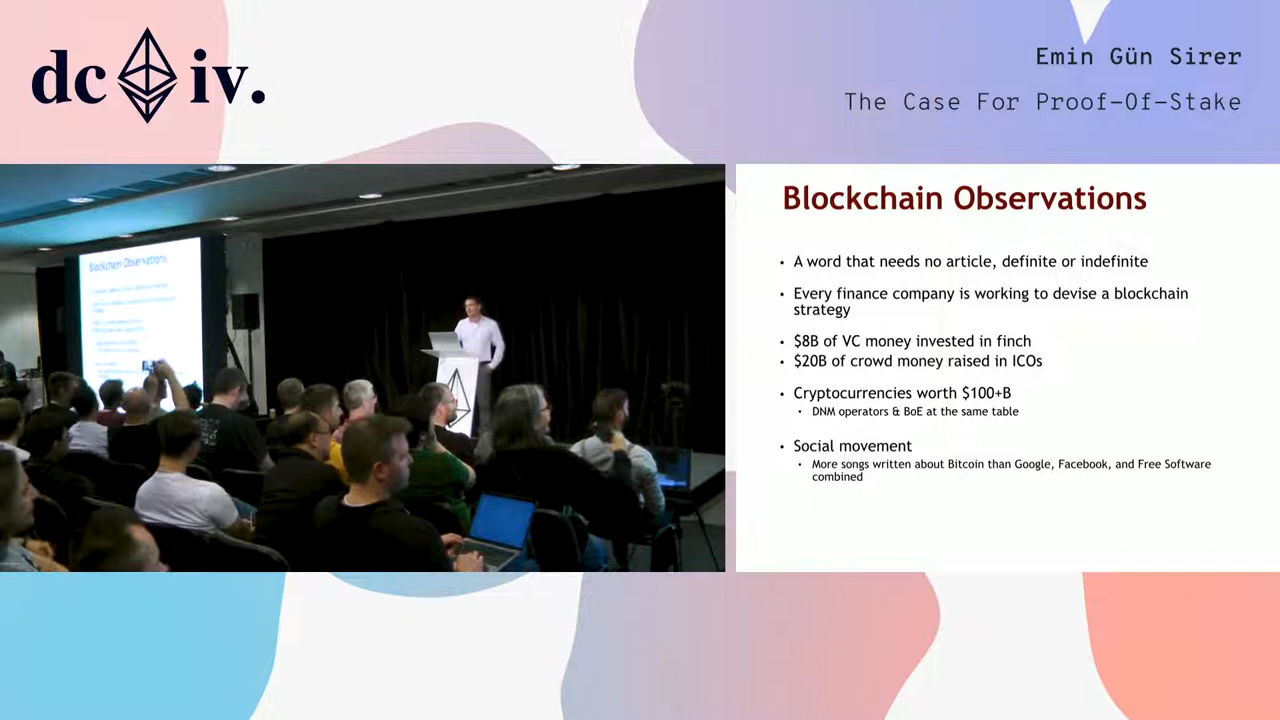 dc iv.
Emin Gün Sirer
The Case For Proof-Of-Stake
Blockchain Observations
Blockchain Observations
• A word that needs no article, definite or indefinite
• Every finance company is working to devise a blockchain
strategy
• $8B of VC money invested in finch
• $20B of crowd money raised in ICOs
• Cryptocurrencies worth $100+B
• DNM operators & BoE at the same table
• Social movement
• More songs written about Bitcoin than Google, Facebook, and Free Software
combined